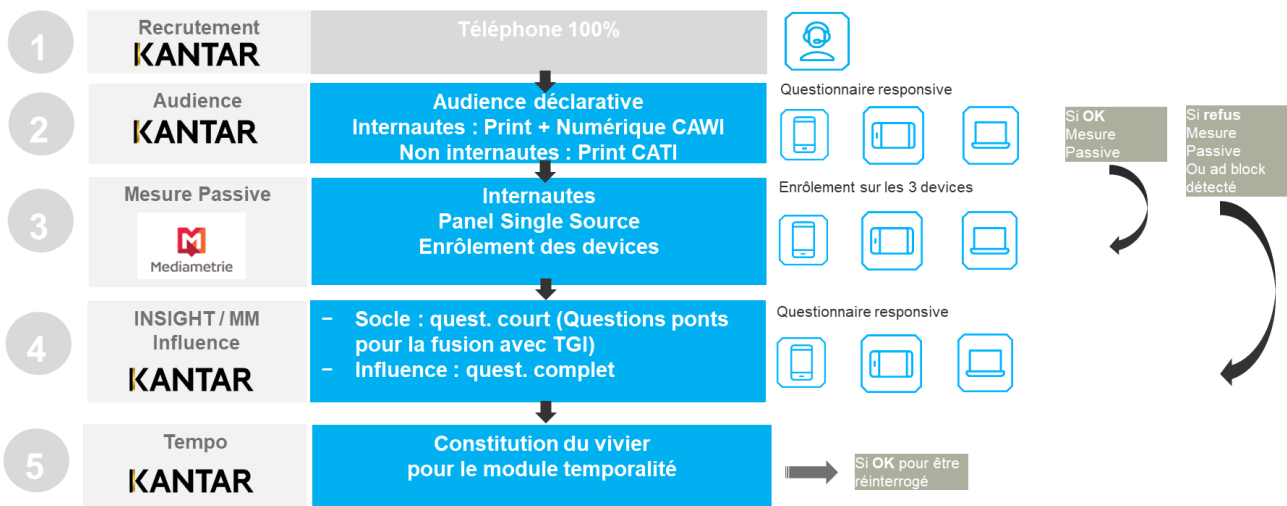 1
Recrutement
KANTAR
Téléphone 100%
2
Audience
KANTAR
Audience déclarative
Internautes : Print + Numérique CAWI
Non internautes : Print CATI
Questionnaire responsive
Si OK
Mesure
Passive
Si refus
Mesure
Passive
Ou ad block
détecté
3
Mesure Passive
M
Mediametrie
Internautes
Panel Single Source
Enrôlement des devices
Enrôlement sur les 3 devices
4
INSIGHT / MM
Influence
KANTAR
− Socle : quest. court (Questions ponts
pour la fusion avec TGI)
− Influence : quest. complet
Questionnaire responsive
5
Tempo
KANTAR
Constitution du vivier
pour le module temporalité
Si OK pour être
réinterrogé